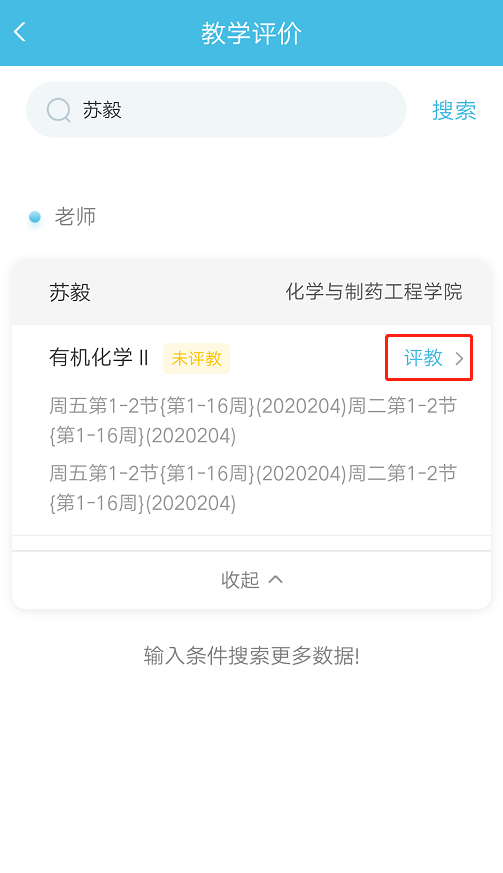 教学评价
苏毅
搜索
老师
苏毅 化学与制药工程学院
有机化学Ⅱ 未评教 评教
周五第1-2节{第1-16周}(2020204)周二第1-2节
{第1-16周}(2020204)
周五第1-2节{第1-16周}(2020204)周二第1-2节
{第1-16周}(2020204)
收起
输入条件搜索更多数据!